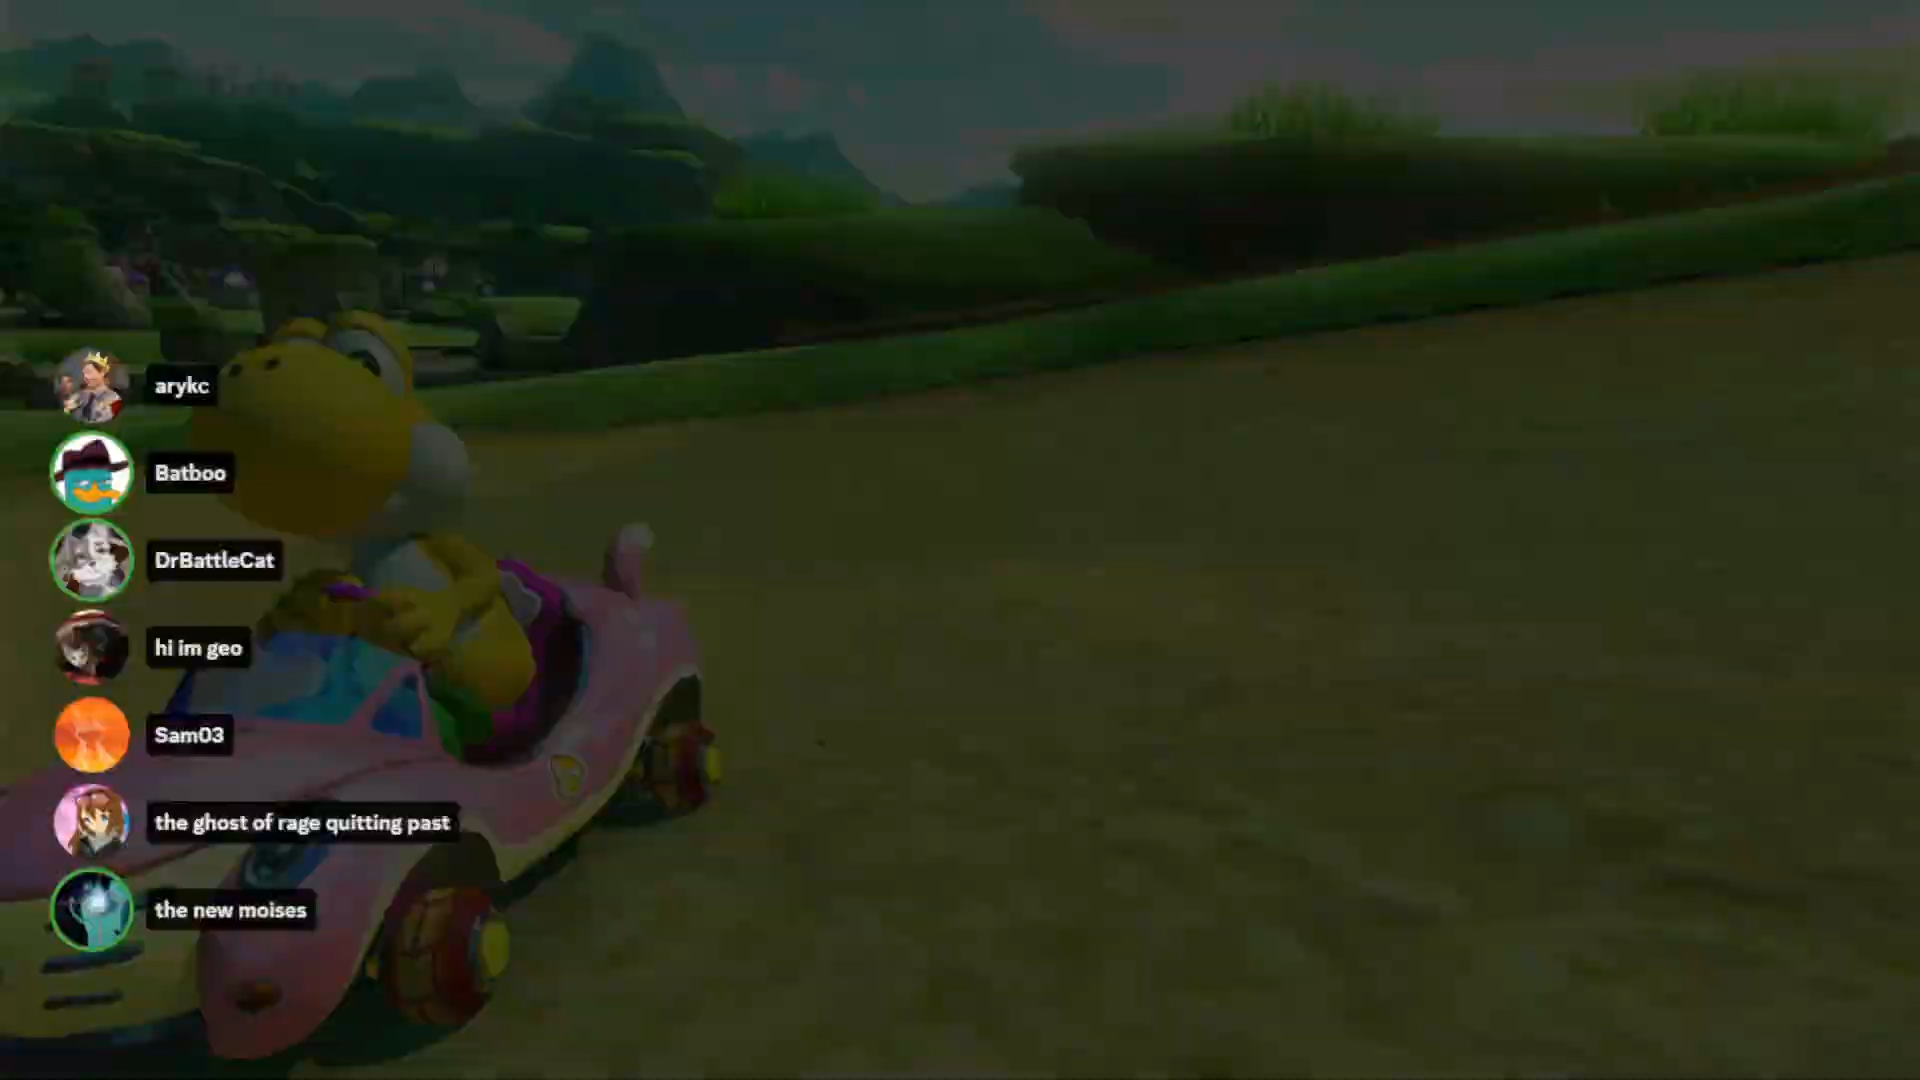 arykc
Batboo
DrBattleCat
hi im geo
Sam03
the ghost of rage quitting past
the new moises